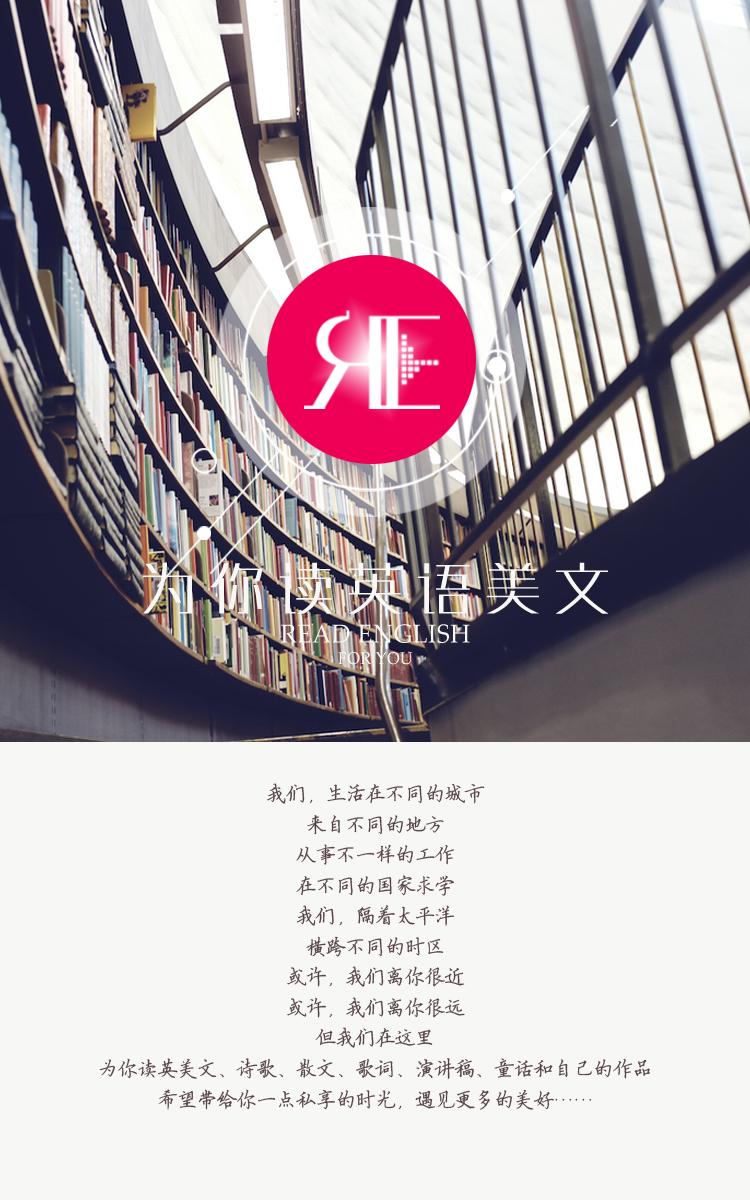 RE
为你读英语美文
READ ENGLISH
FOR YOU
我们，生活在不同的城市
来自不同的地方
从事不一样的工作
在不同的国家求学
我们，隔着太平洋
横跨不同的时区
或许，我们离你很近
或许，我们离你很远
但我们在这里
为你读英美文、诗歌、散文、歌词、演讲稿、童话和自己的作品
希望带给你一点私享的时光，遇见更多的美好……